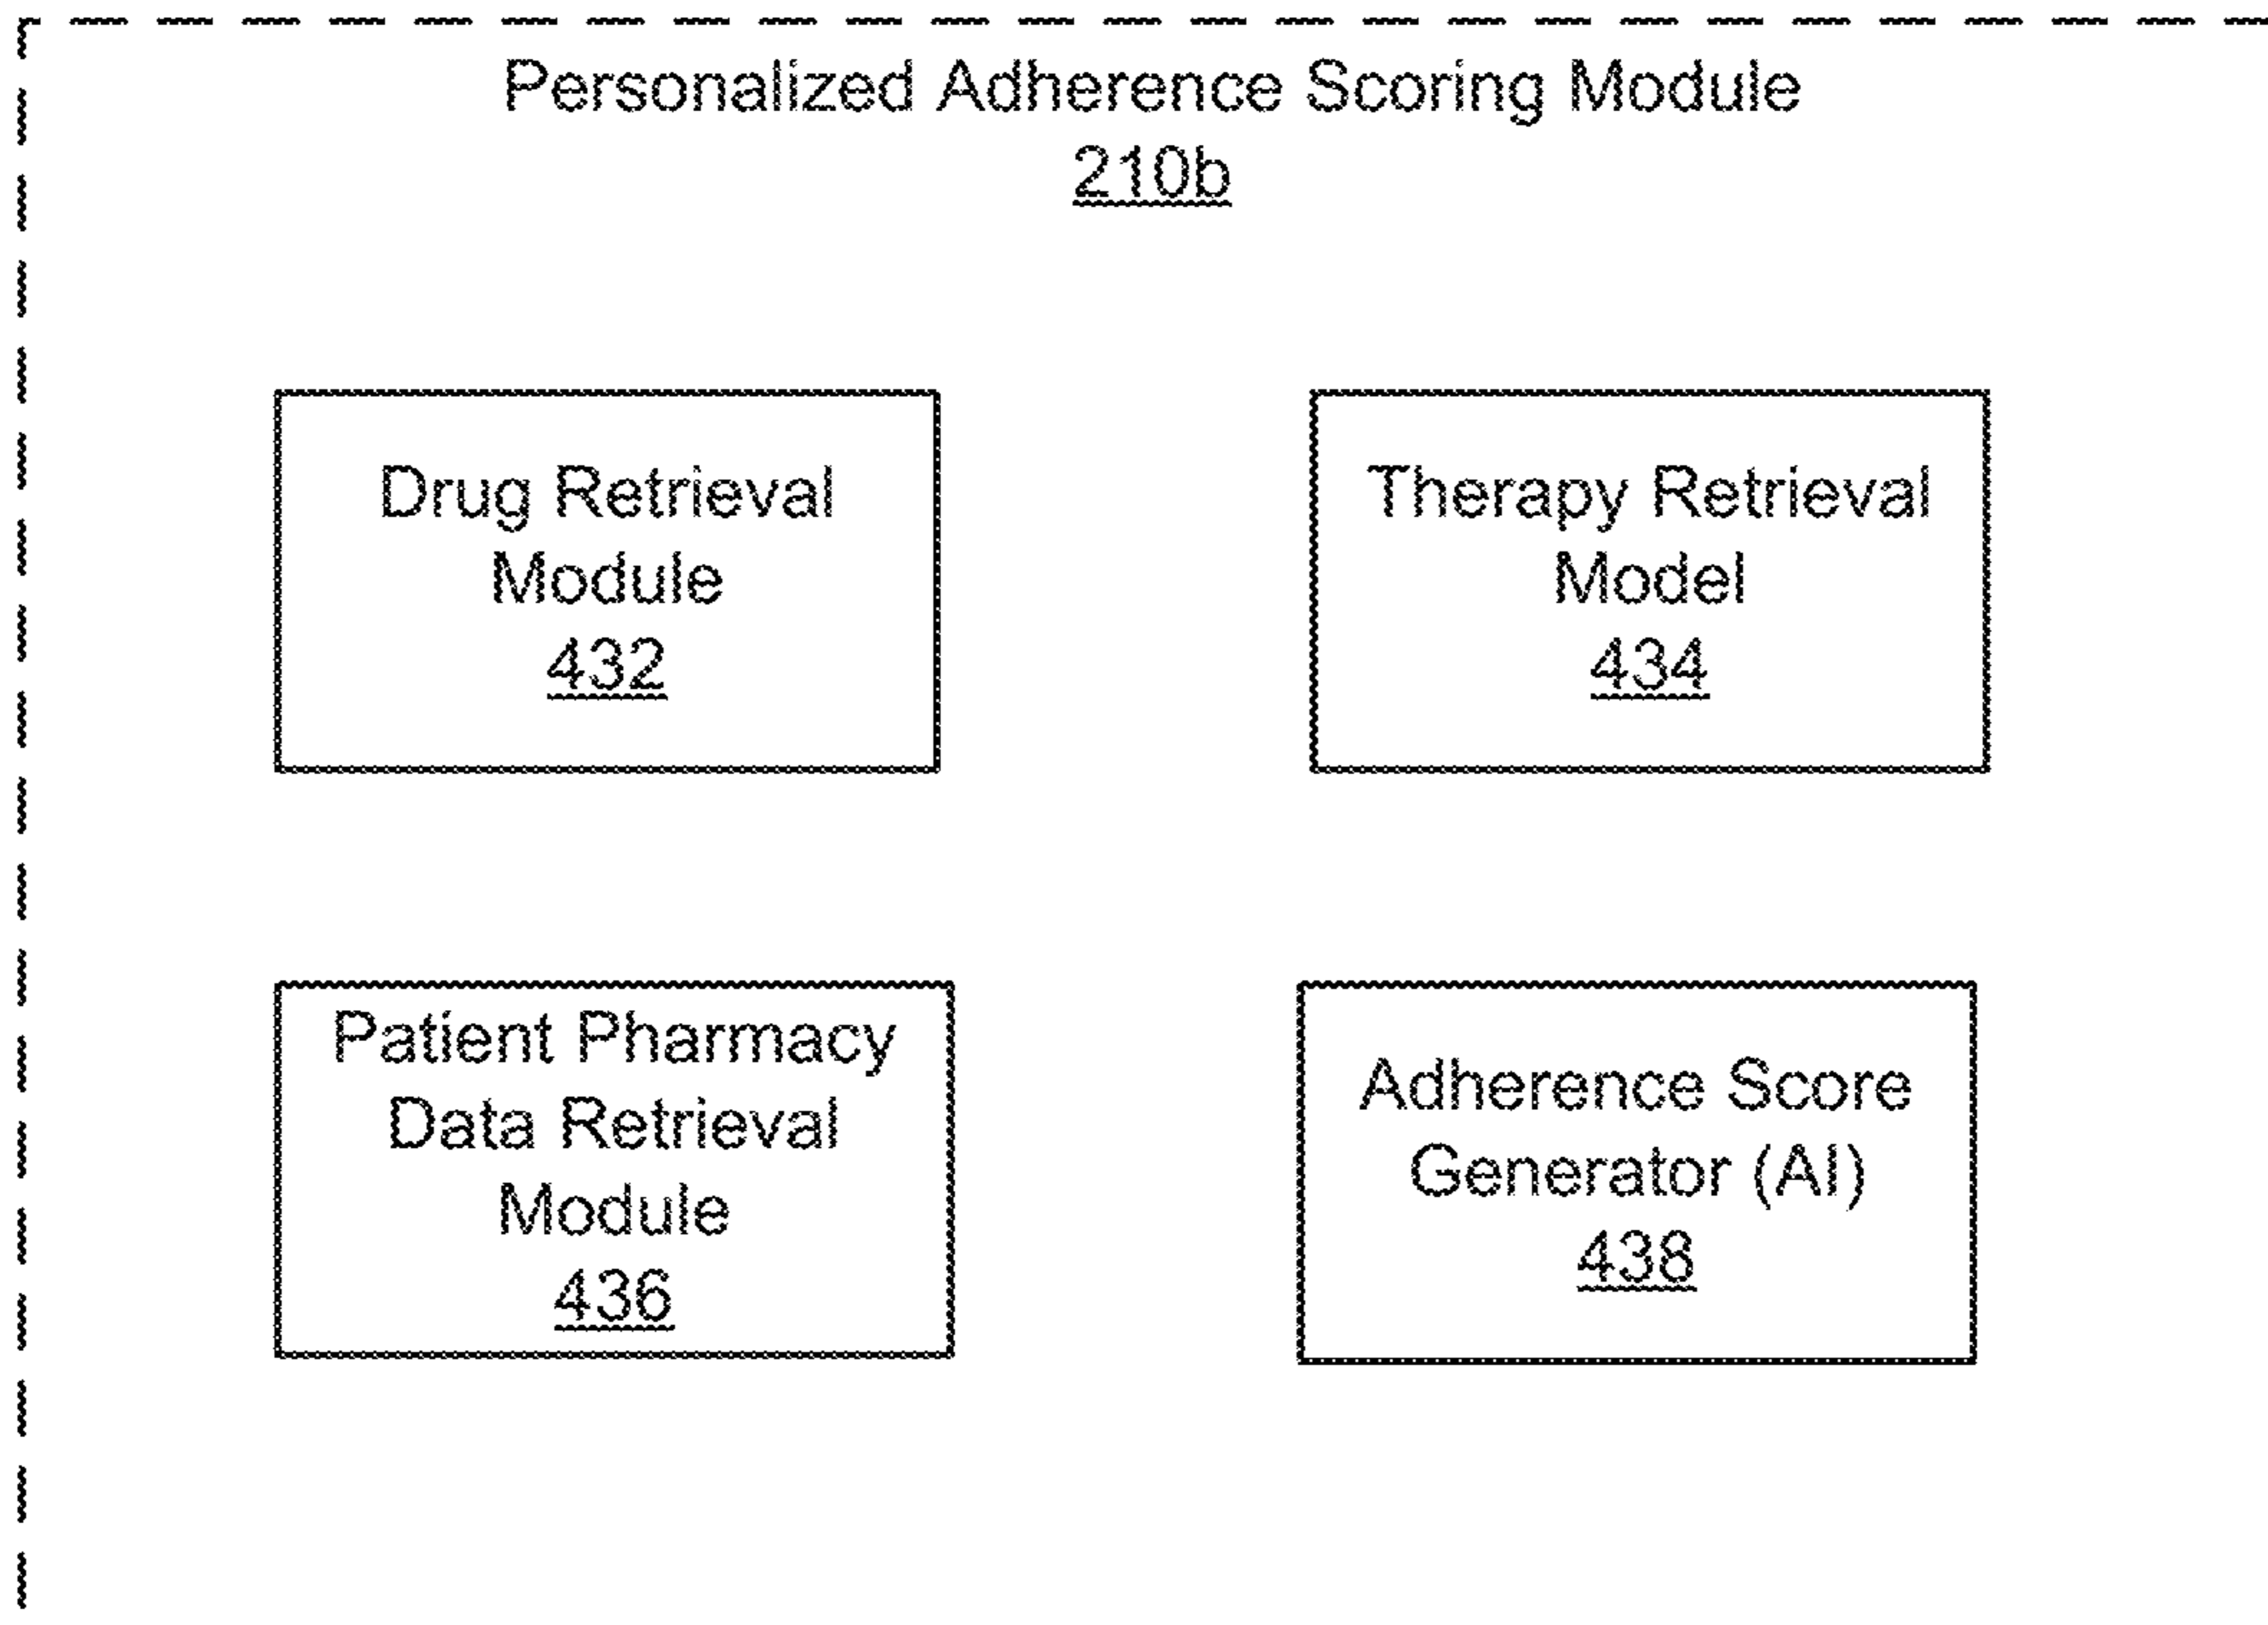 Personalized Adherence Scoring Module
210b
Drug Retrieval
Module
432
Therapy Retrieval
Model
434
Patient Pharmacy
Data Retrieval
Module
436
Adherence Score
Generator (AI)
438